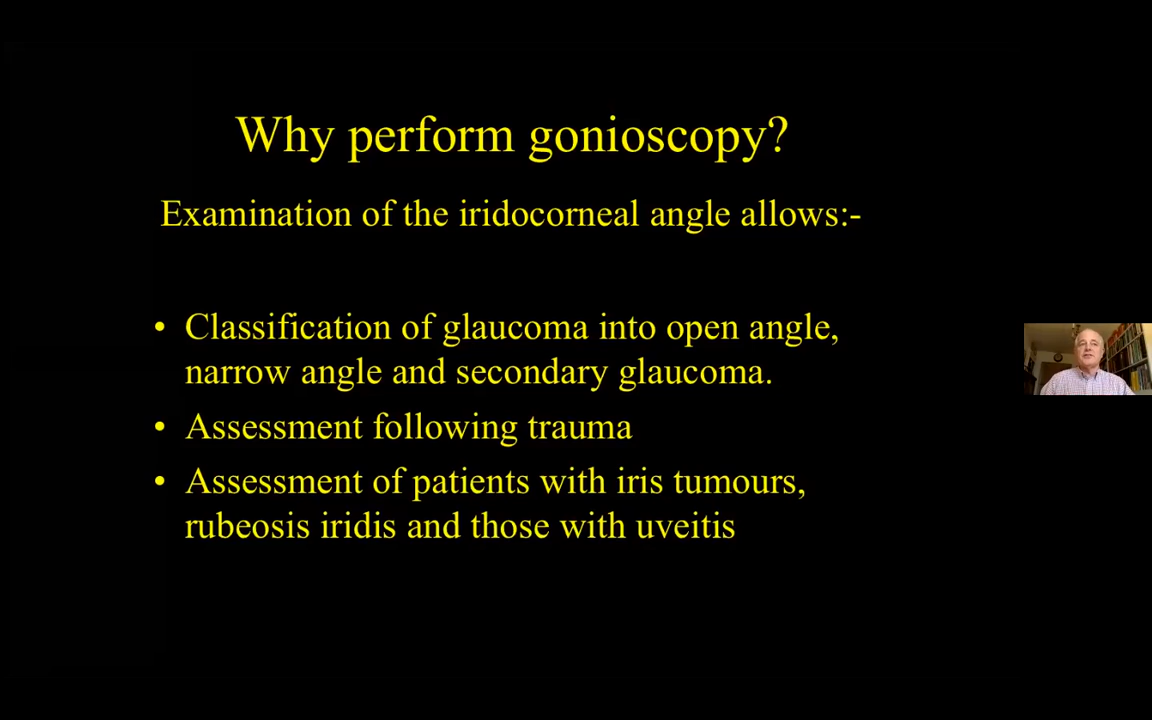 Why perform gonioscopy?
Examination of the iridocorneal angle allows:-
• Classification of glaucoma into open angle,
narrow angle and secondary glaucoma.
• Assessment following trauma
• Assessment of patients with iris tumours,
rubeosis iridis and those with uveitis